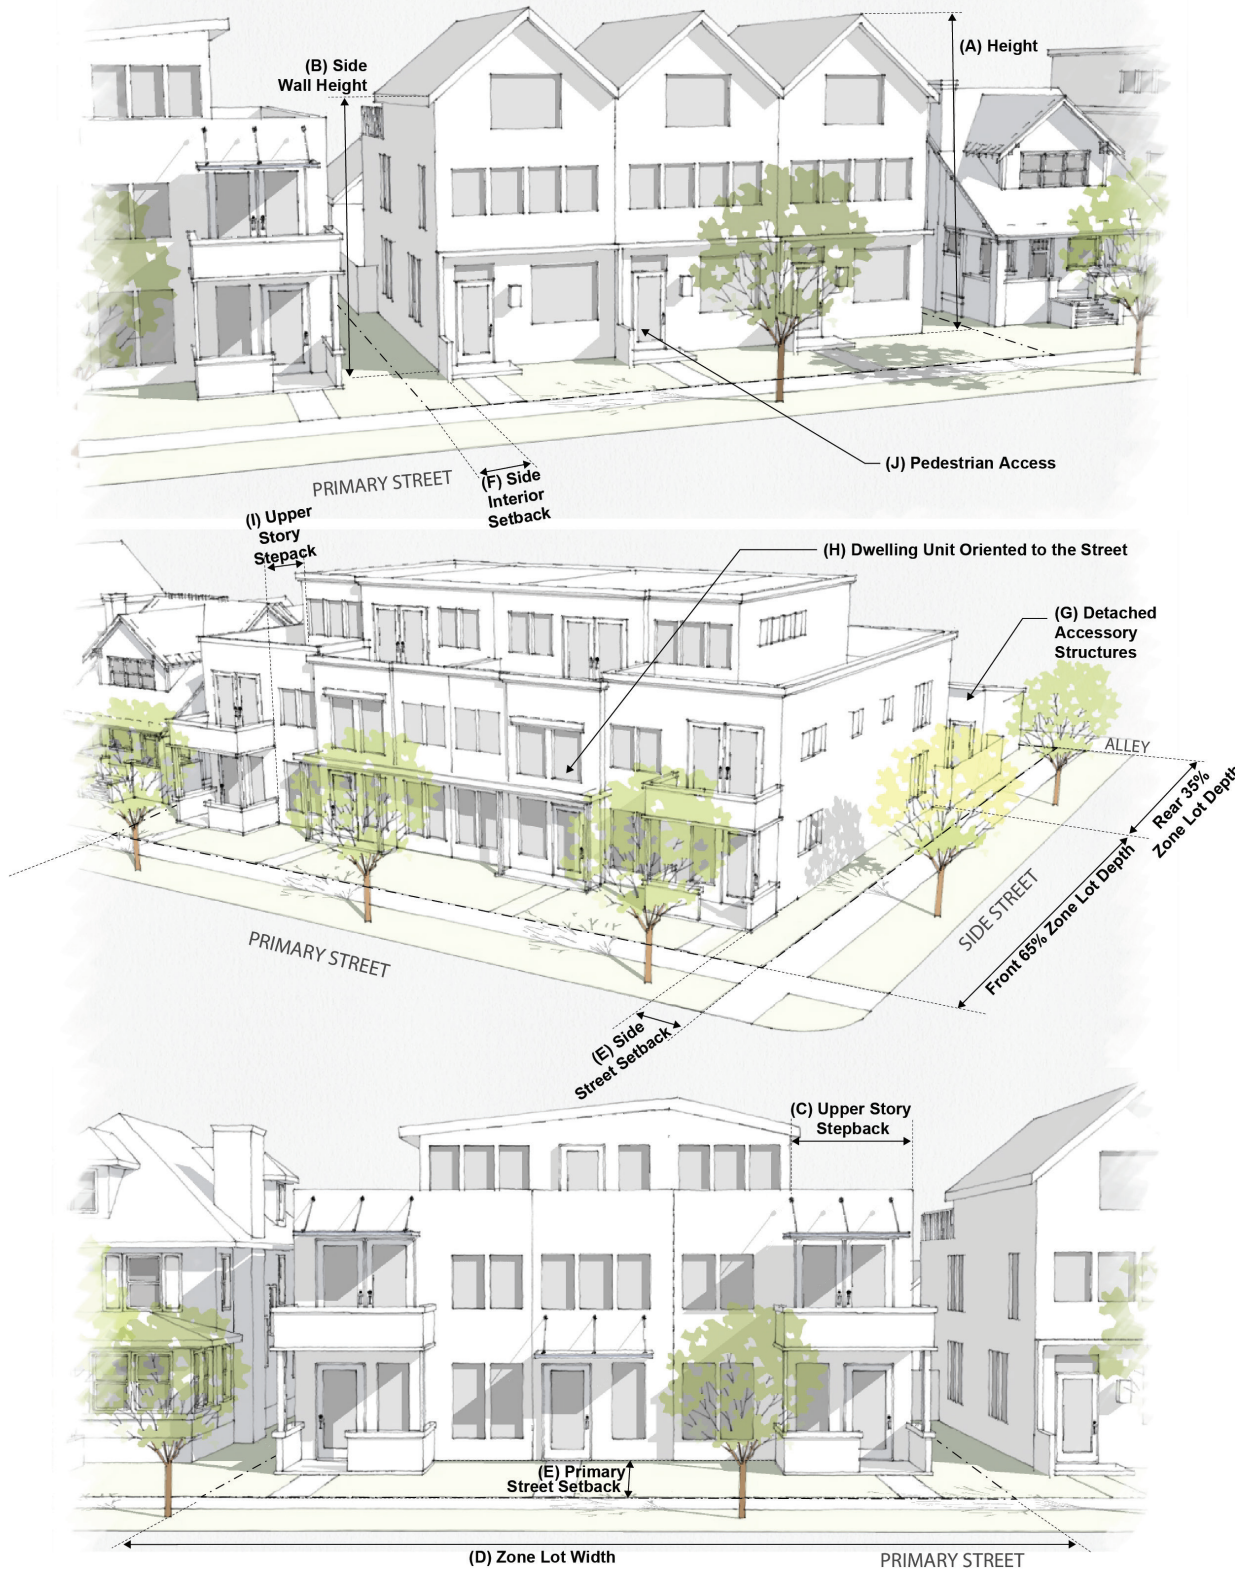 (A) Height
(B) Side
Wall Height
(J) Pedestrian Access
PRIMARY STREET
(F) Side
Interior
Setback
(I) Upper
Story
Stepack
(H) Dwelling Unit Oriented to the Street
(G) Detached
Accessory
Structures
ALLEY
Rear 35%
Zone Lot Depth
Front 65% Zone Lot Depth
SIDE STREET
PRIMARY STREET
(E) Side
Street Setback
(C) Upper Story
Stepback
(E) Primary
Street Setback
(D) Zone Lot Width
PRIMARY STREET